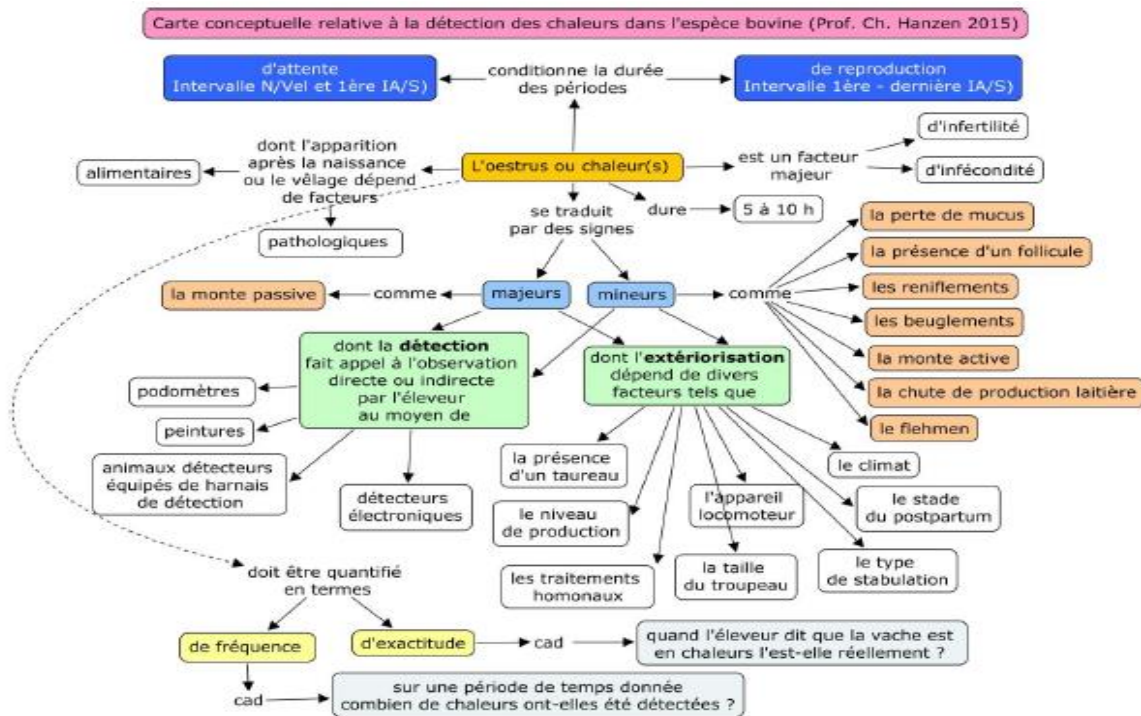 Carte conceptuelle relative à la détection des chaleurs dans l'espèce bovine (Prof. Ch. Hanzen 2015)
d'attente
Intervalle N/Vel et 1ère IA/S)
conditionne la durée
des périodes
de reproduction
Intervalle 1ère - dernière IA/S)
alimentaires
dont l'apparition
après la naissance
ou le vêlage dépend
de facteurs
pathologiques
L'oestrus ou chaleur(s)
est un facteur
majeur
d'infertilité
d'infécondité
dure
5 à 10 h
se traduit
par des signes
la monte passive
comme
majeurs
mineurs
comme
la perte de mucus
la présence d'un follicule
les reniflements
les beuglements
la monte active
la chute de production laitière
le flehmen
dont la détection
fait appel à l'observation
directe ou indirecte
par l'éleveur
au moyen de
podomètres
peintures
animaux détecteurs
équipés de harnais
de détection
détecteurs
électroniques
dont l'extériorisation
dépend de divers
facteurs tels que
la présence
d'un taureau
le niveau
de production
les traitements
homonaux
l'appareil
locomoteur
la taille
du troupeau
le climat
le stade
du postpartum
le type
de stabulation
doit être quantifié
en termes
de fréquence
d'exactitude
cad
quand l'éleveur dit que la vache est
en chaleurs l'est-elle réellement ?
cad
sur une période de temps donnée
combien de chaleurs ont-elles été détectées ?